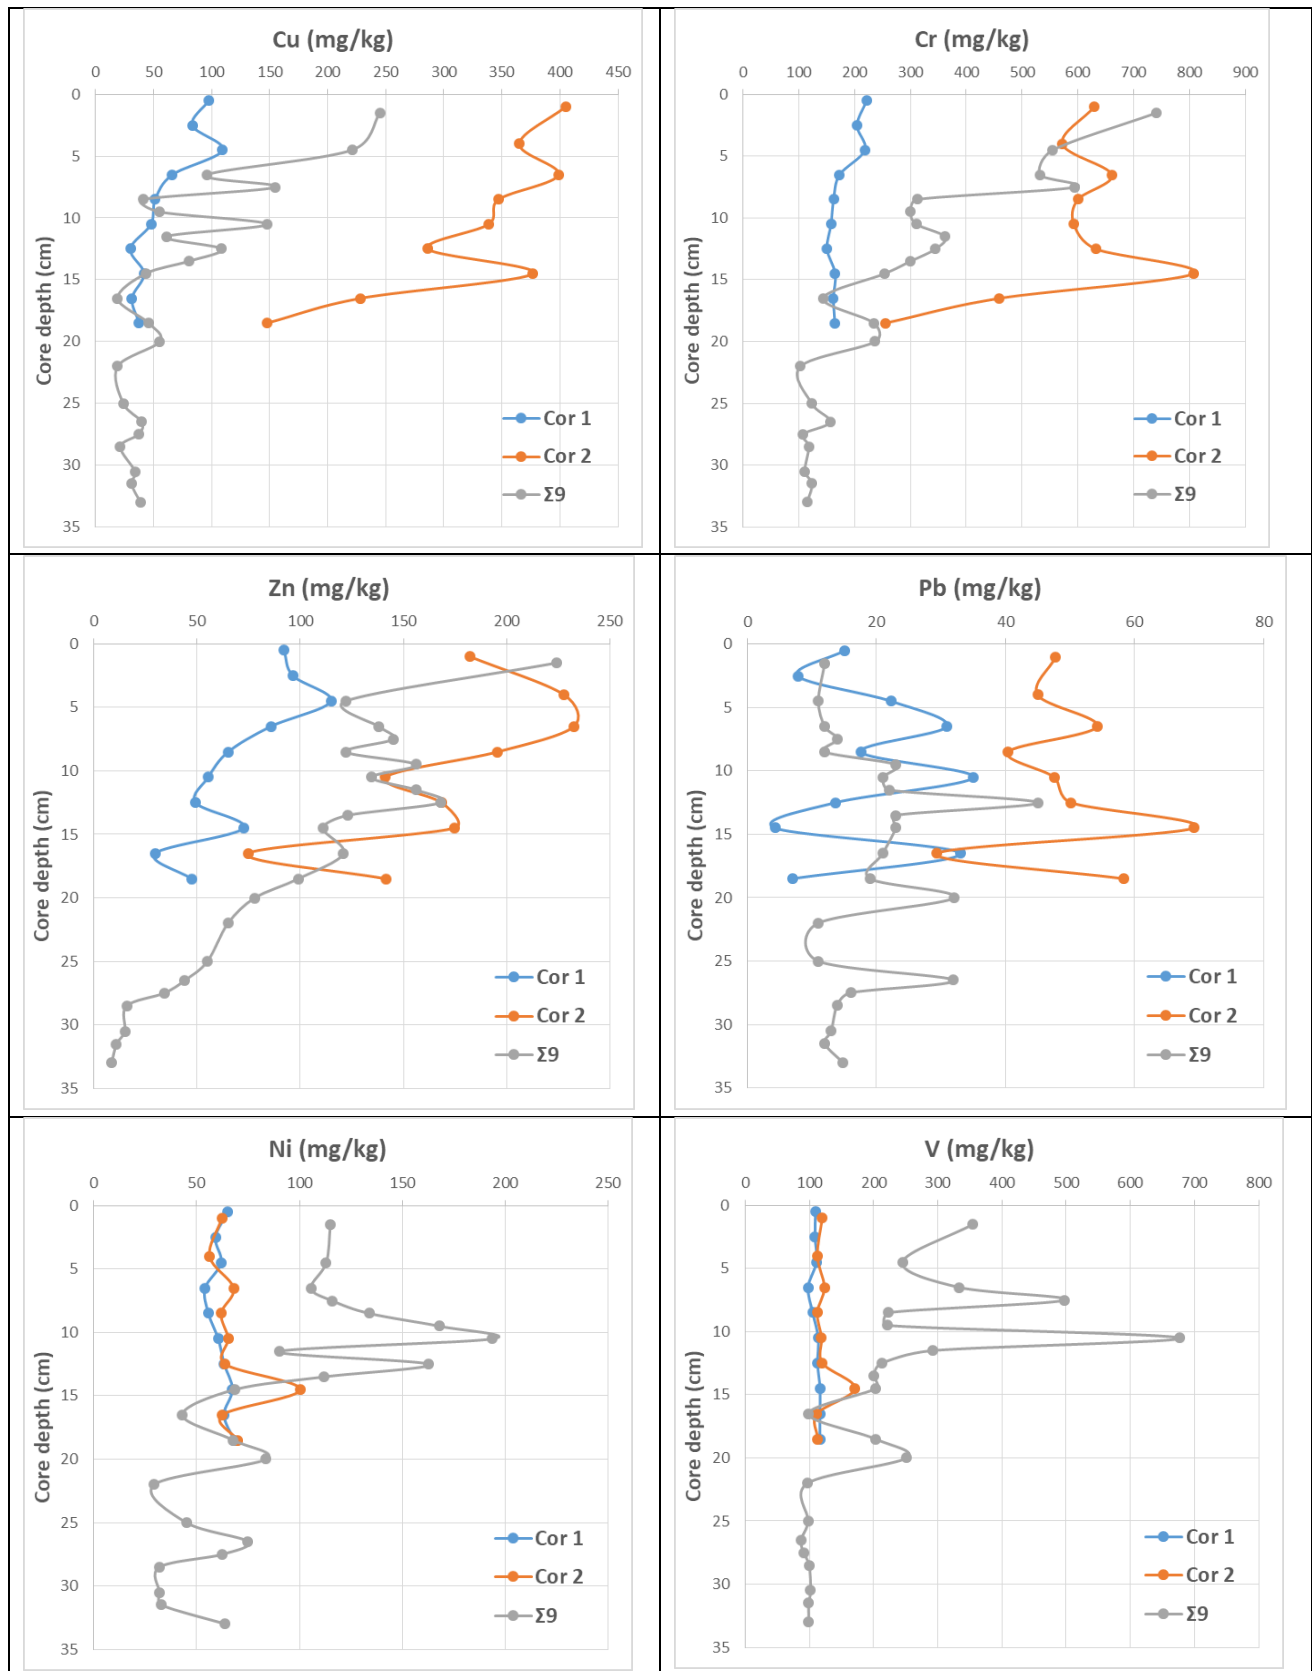 Cu (mg/kg)
0 50 100 150 200 250 300 350 400 450
0
5
10
15
20
25
30
35
Core depth (cm)
Cor 1
Cor 2
Σ9
Cr (mg/kg)
0 100 200 300 400 500 600 700 800 900
0
5
10
15
20
25
30
35
Core depth (cm)
Cor 1
Cor 2
Σ9
Zn (mg/kg)
0 50 100 150 200 250
0
5
10
15
20
25
30
35
Core depth (cm)
Cor 1
Cor 2
Σ9
Pb (mg/kg)
0 20 40 60 80
0
5
10
15
20
25
30
35
Core depth (cm)
Cor 1
Cor 2
Σ9
Ni (mg/kg)
0 50 100 150 200 250
0
5
10
15
20
25
30
35
Core depth (cm)
Cor 1
Cor 2
Σ9
V (mg/kg)
0 100 200 300 400 500 600 700 800
0
5
10
15
20
25
30
35
Core depth (cm)
Cor 1
Cor 2
Σ9